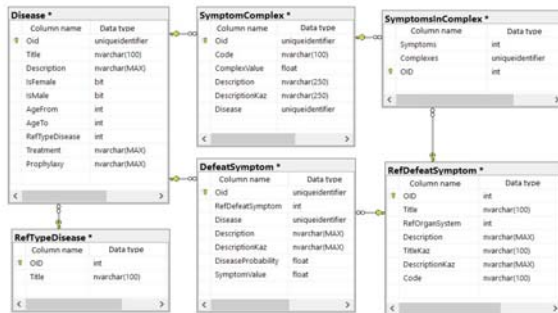 Disease *
Column name Data type
Oid uniqueidentifier
Title nvarchar(100)
Description nvarchar(MAX)
IsFemale bit
IsMale bit
AgeFrom int
AgeTo int
RefTypeDisease int
Treatment nvarchar(MAX)
Prophylaxy nvarchar(MAX)
SymptomComplex *
Column name Data type
Oid uniqueidentifier
Code nvarchar(100)
ComplexValue float
Description nvarchar(250)
DescriptionKaz nvarchar(250)
Disease uniqueidentifier
SymptomsInComplex *
Column name Data type
Symptoms int
Complexes uniqueidentifier
OID int
RefTypeDisease *
Column name Data type
OID int
Title nvarchar(100)
DefeatSymptom *
Column name Data type
Oid uniqueidentifier
RefDefeatSymptom int
Disease uniqueidentifier
Description nvarchar(MAX)
DescriptionKaz nvarchar(MAX)
DiseaseProbability float
SymptomValue float
RefDefeatSymptom *
Column name Data type
OID int
Title nvarchar(100)
RefOrganSystem int
Description nvarchar(MAX)
TitleKaz nvarchar(100)
DescriptionKaz nvarchar(MAX)
Code nvarchar(100)